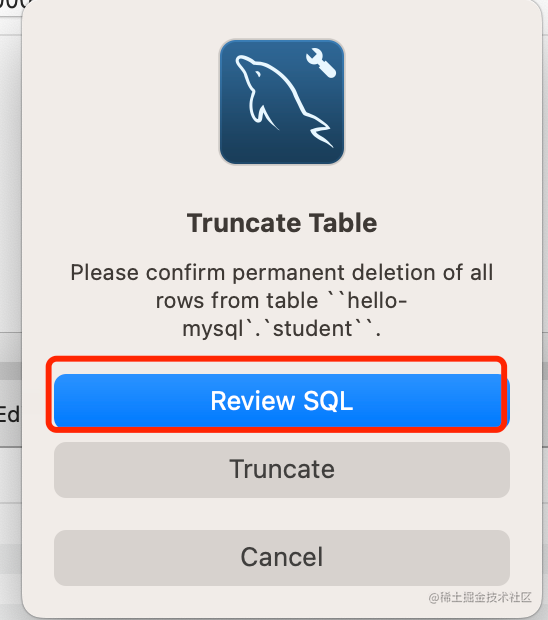 Truncate Table
Please confirm permanent deletion of all
rows from table ``hello-
mysql`.`student``.
Ed
Review SQL
Truncate
Cancel
@稀土掘金技术社区